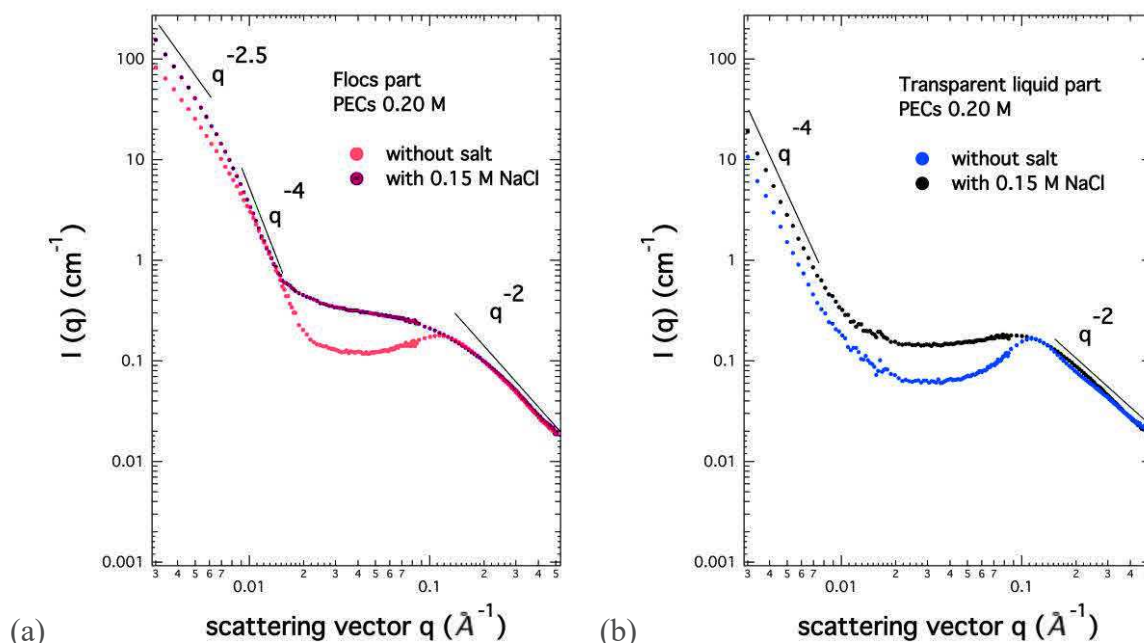 100
10
1
0.1
0.01
0.001
I (q) (cm⁻¹)
q⁻²·⁵
q⁻⁴
q⁻²
Flocs part
PECs 0.20 M
without salt
with 0.15 M NaCl
3 4 5 6 7 2 3 4 5 6 7 2 3 4 5
0.01 0.1
scattering vector q (Å⁻¹)
(a)
100
10
1
0.1
0.01
0.001
I (q) (cm⁻¹)
q⁻⁴
q⁻²
Transparent liquid part
PECs 0.20 M
without salt
with 0.15 M NaCl
3 4 5 6 7 2 3 4 5 6 7 2 3 4
0.01 0.1
scattering vector q (Å⁻¹)
(b)